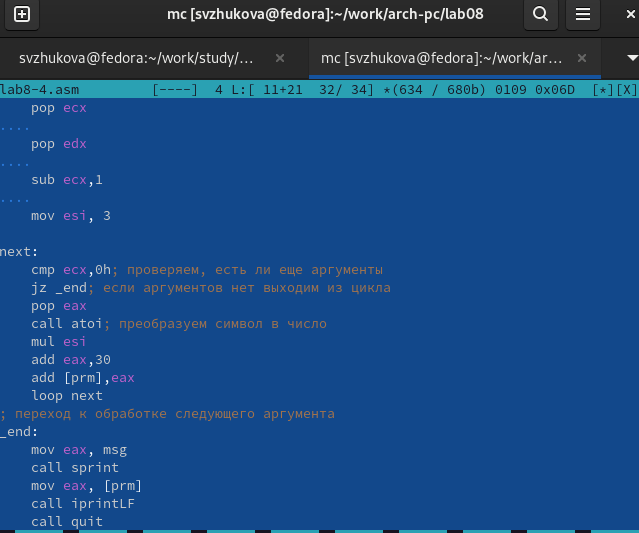 mc [svzhukova@fedora]:~/work/arch-pc/lab08
svzhukova@fedora:~/work/study/... × mc [svzhukova@fedora]:~/work/ar... ×
lab8-4.asm [----] 4 L:[ 11+21 32/ 34] *(634 / 680b) 0109 0x06D [*][X]
pop ecx
....
pop edx
....
sub ecx,1
....
mov esi, 3
next:
cmp ecx,0h; проверяем, есть ли еще аргументы
jz _end; если аргументов нет выходим из цикла
pop eax
call atoi; преобразуем символ в число
mul esi
add eax,30
add [prm],eax
loop next
; переход к обработке следующего аргумента
_end:
mov eax, msg
call sprint
mov eax, [prm]
call iprintLF
call quit